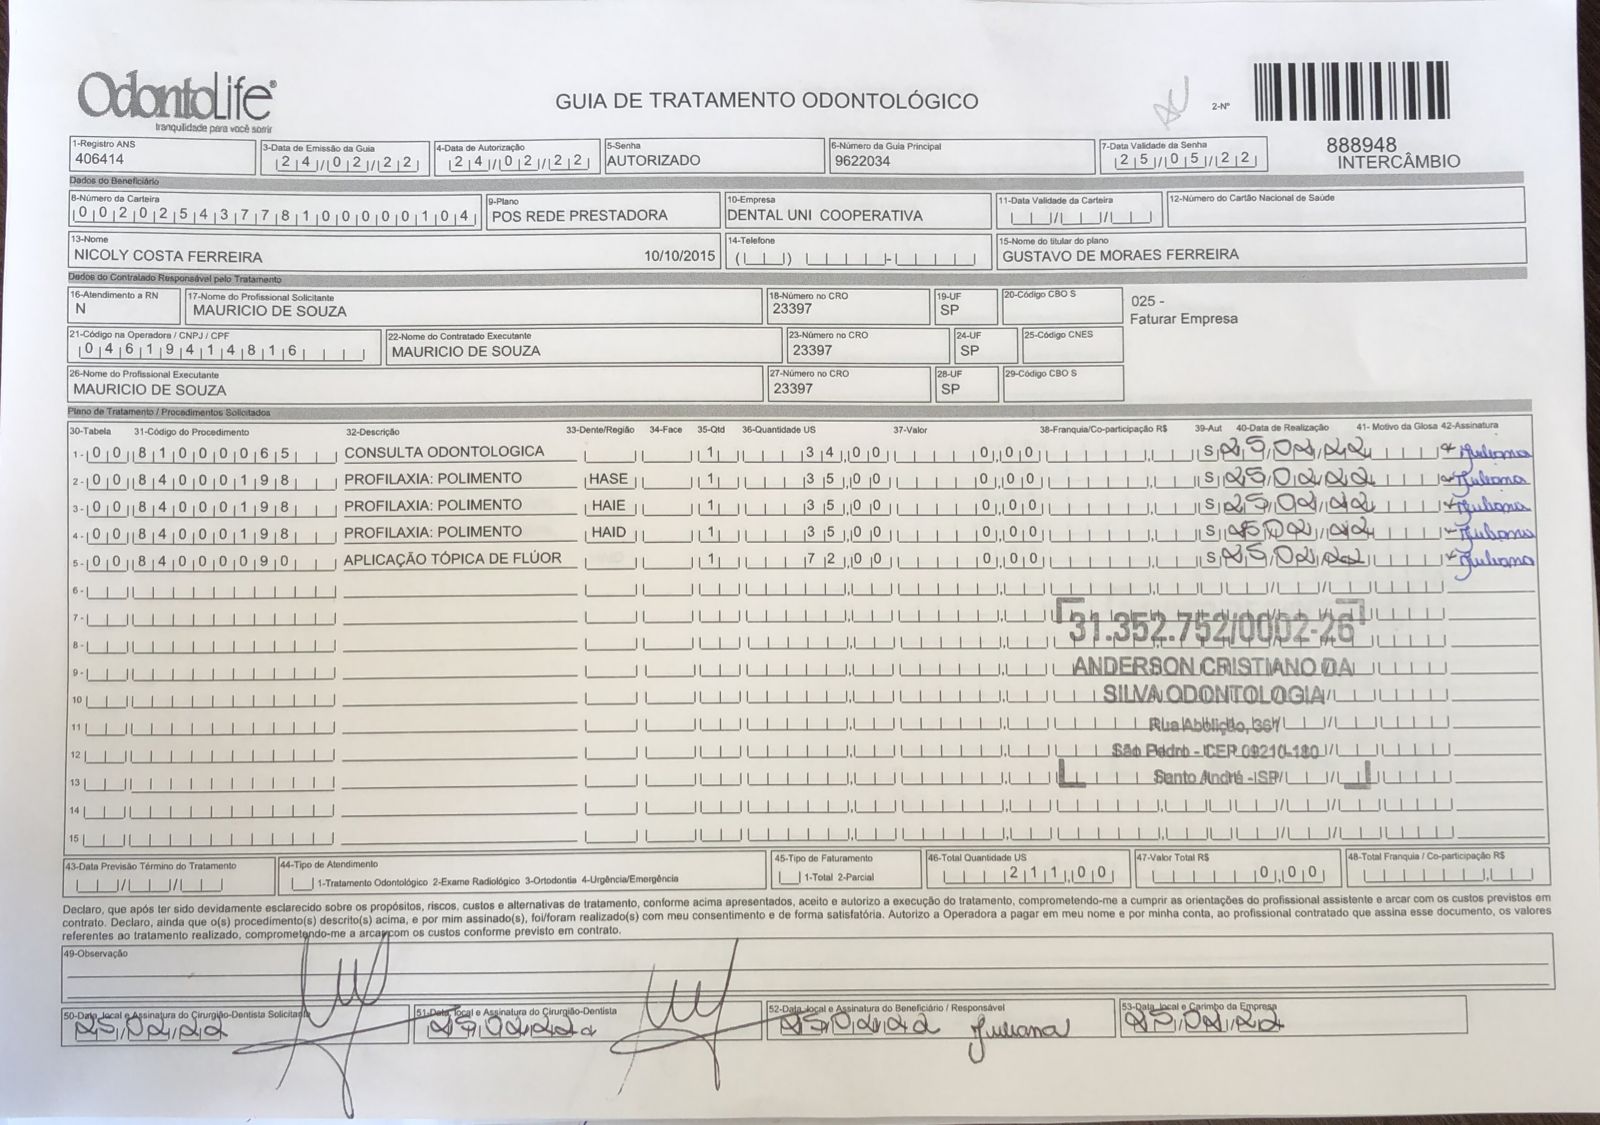 OdontoLife®
tranquilidade para você sorrir
GUIA DE TRATAMENTO ODONTOLÓGICO
2-Nº
888948
INTERCÂMBIO
1-Registro ANS
406414
3-Data de Emissão da Guia
24/02/22
4-Data de Autorização
24/02/22
5-Senha
AUTORIZADO
6-Número da Guia Principal
9622034
7-Data Validade da Senha
25/05/22
Dados do Beneficiário
8-Número da Carteira
00202543778100000104
9-Plano
POS REDE PRESTADORA
10-Empresa
DENTAL UNI COOPERATIVA
11-Data Validade da Carteira
12-Número do Cartão Nacional de Saúde
13-Nome
NICOLY COSTA FERREIRA 10/10/2015
14-Telefone
15-Nome do titular do plano
GUSTAVO DE MORAES FERREIRA
Dados do Contratado Responsável pelo Tratamento
16-Atendimento a RN
N
17-Nome do Profissional Solicitante
MAURICIO DE SOUZA
18-Número no CRO
23397
19-UF
SP
20-Código CBO S
025 -
Faturar Empresa
21-Código na Operadora / CNPJ / CPF
04619414816
22-Nome do Contratado Executante
MAURICIO DE SOUZA
23-Número no CRO
23397
24-UF
SP
25-Código CNES
26-Nome do Profissional Executante
MAURICIO DE SOUZA
27-Número no CRO
23397
28-UF
SP
29-Código CBO S
Plano de Tratamento / Procedimentos Solicitados
30-Tabela 31-Código do Procedimento 32-Descrição 33-Dente/Região 34-Face 35-Qtd 36-Quantidade US 37-Valor 38-Franquia/Co-participação R$ 39-Aut 40-Data de Realização 41- Motivo da Glosa 42-Assinatura
1- 00 81000065 CONSULTA ODONTOLOGICA 1 34,00 0,00 S 25,02,22 Juliana
2- 00 84000198 PROFILAXIA: POLIMENTO HASE 1 35,00 0,00 S 25,02,22 Juliana
3- 00 84000198 PROFILAXIA: POLIMENTO HAIE 1 35,00 0,00 S 25,02,22 Juliana
4- 00 84000198 PROFILAXIA: POLIMENTO HAID 1 35,00 0,00 S 25,02,22 Juliana
5- 00 84000090 APLICAÇÃO TÓPICA DE FLÚOR 1 72,00 0,00 S 25,02,22 Juliana
6-
7-
8-
9-
10
11
12
13
14
15
31.352.752/0002-26
ANDERSON CRISTIANO DA
SILVA ODONTOLOGIA
Rua Abolição, 367
São Pedro - CEP 09210-180
Santo André - SP
43-Data Previsão Término do Tratamento
44-Tipo de Atendimento
1-Tratamento Odontológico 2-Exame Radiológico 3-Ortodontia 4-Urgência/Emergência
45-Tipo de Faturamento
1-Total 2-Parcial
46-Total Quantidade US
211,00
47-Valor Total R$
0,00
48-Total Franquia / Co-participação R$
Declaro, que após ter sido devidamente esclarecido sobre os propósitos, riscos, custos e alternativas de tratamento, conforme acima apresentados, aceito e autorizo a execução do tratamento, comprometendo-me a cumprir as orientações do profissional assistente e arcar com os custos previstos em
contrato. Declaro, ainda que o(s) procedimento(s) descrito(s) acima, e por mim assinado(s), foi/foram realizado(s) com meu consentimento e de forma satisfatória. Autorizo a Operadora a pagar em meu nome e por minha conta, ao profissional contratado que assina esse documento, os valores
referentes ao tratamento realizado, comprometendo-me a arcar com os custos conforme previsto em contrato.
49-Observação
50-Data, local e Assinatura do Cirurgião-Dentista Solicitante
25,02,22
51-Data, local e Assinatura do Cirurgião-Dentista
25,02,22
52-Data, local e Assinatura do Beneficiário / Responsável
25,02,22 Juliana
53-Data, local e Carimbo da Empresa
25,02,22